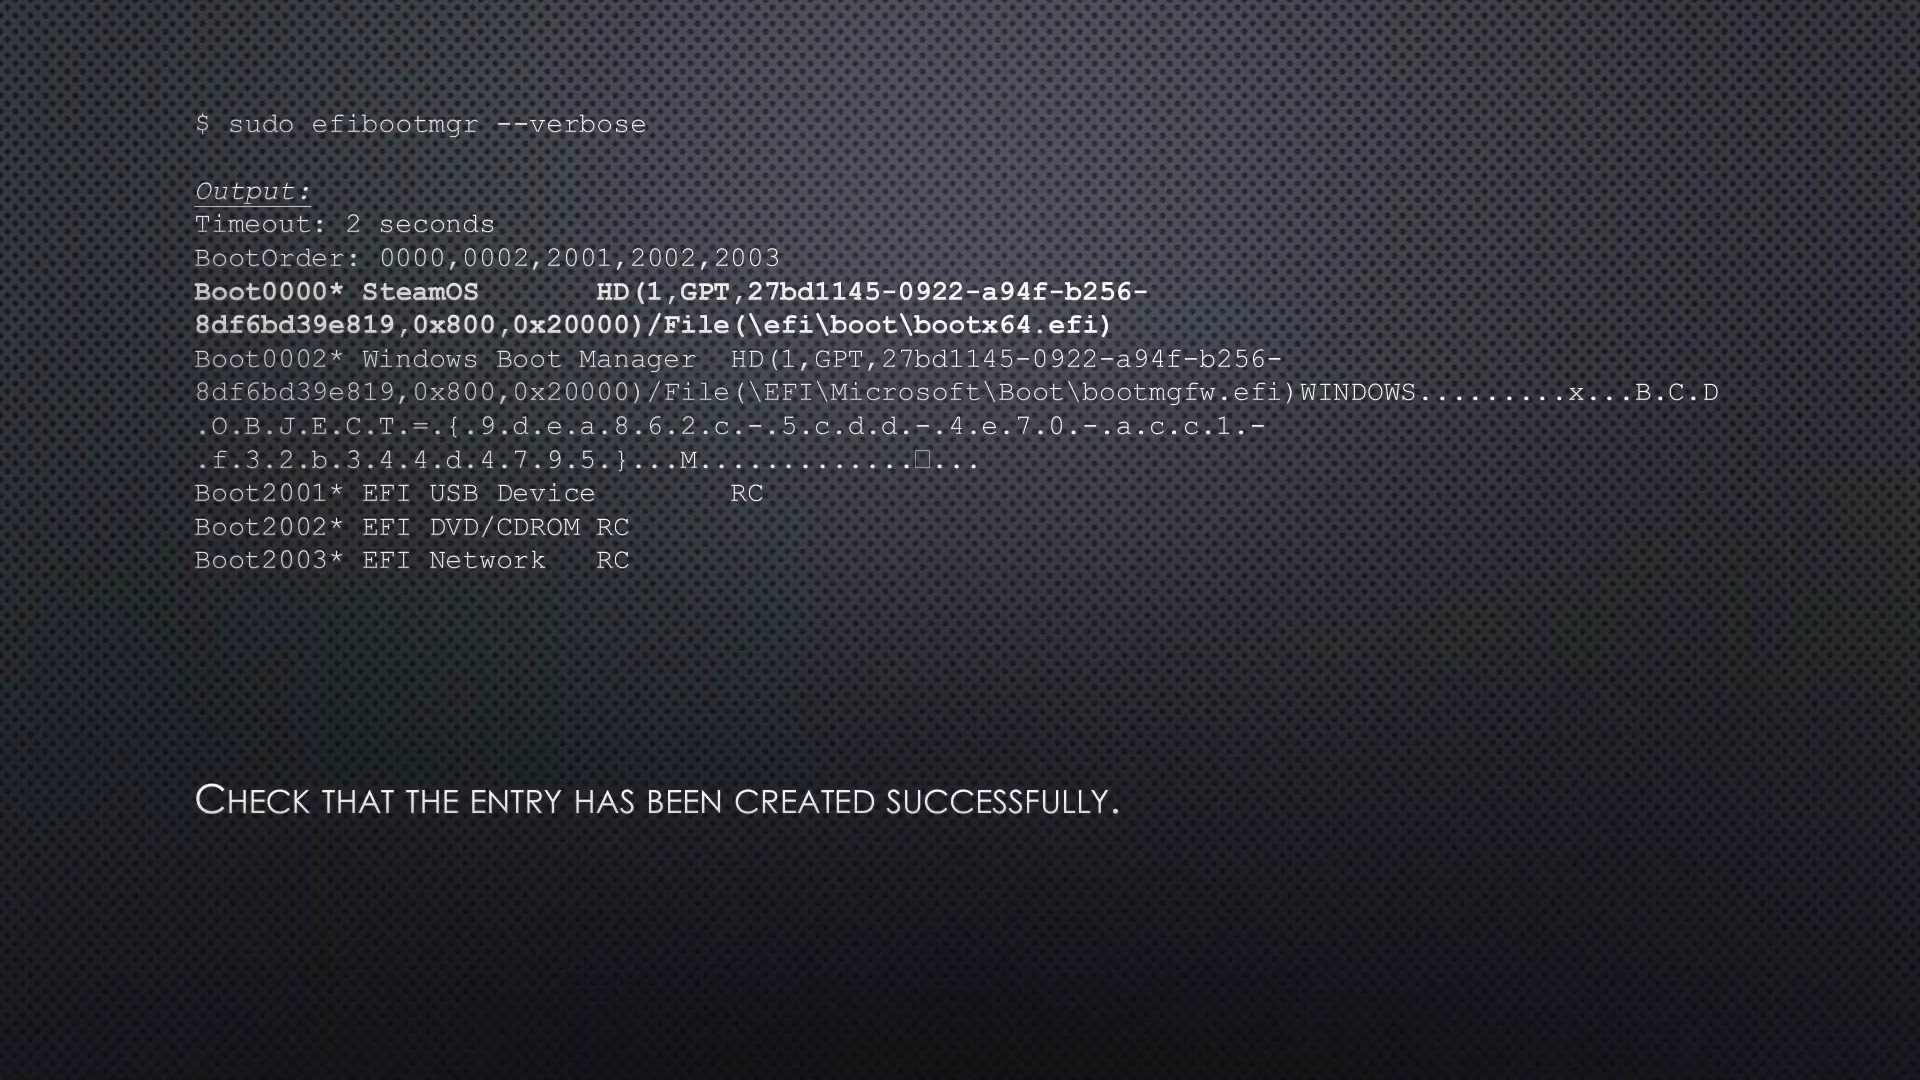 $ sudo efibootmgr --verbose
Output:
Timeout: 2 seconds
BootOrder: 0000,0002,2001,2002,2003
Boot0000* SteamOS       HD(1,GPT,27bd1145-0922-a94f-b256-
8df6bd39e819,0x800,0x20000)/File(\efi\boot\bootx64.efi)
Boot0002* Windows Boot Manager  HD(1,GPT,27bd1145-0922-a94f-b256-
8df6bd39e819,0x800,0x20000)/File(\EFI\Microsoft\Boot\bootmgfw.efi)WINDOWS.........x...B.C.D
.O.B.J.E.C.T.=.{.9.d.e.a.8.6.2.c.-.5.c.d.d.-.4.e.7.0.-.a.c.c.1.-
.f.3.2.b.3.4.4.d.4.7.9.5.}...M.............□...
Boot2001* EFI USB Device        RC
Boot2002* EFI DVD/CDROM RC
Boot2003* EFI Network   RC
CHECK THAT THE ENTRY HAS BEEN CREATED SUCCESSFULLY.